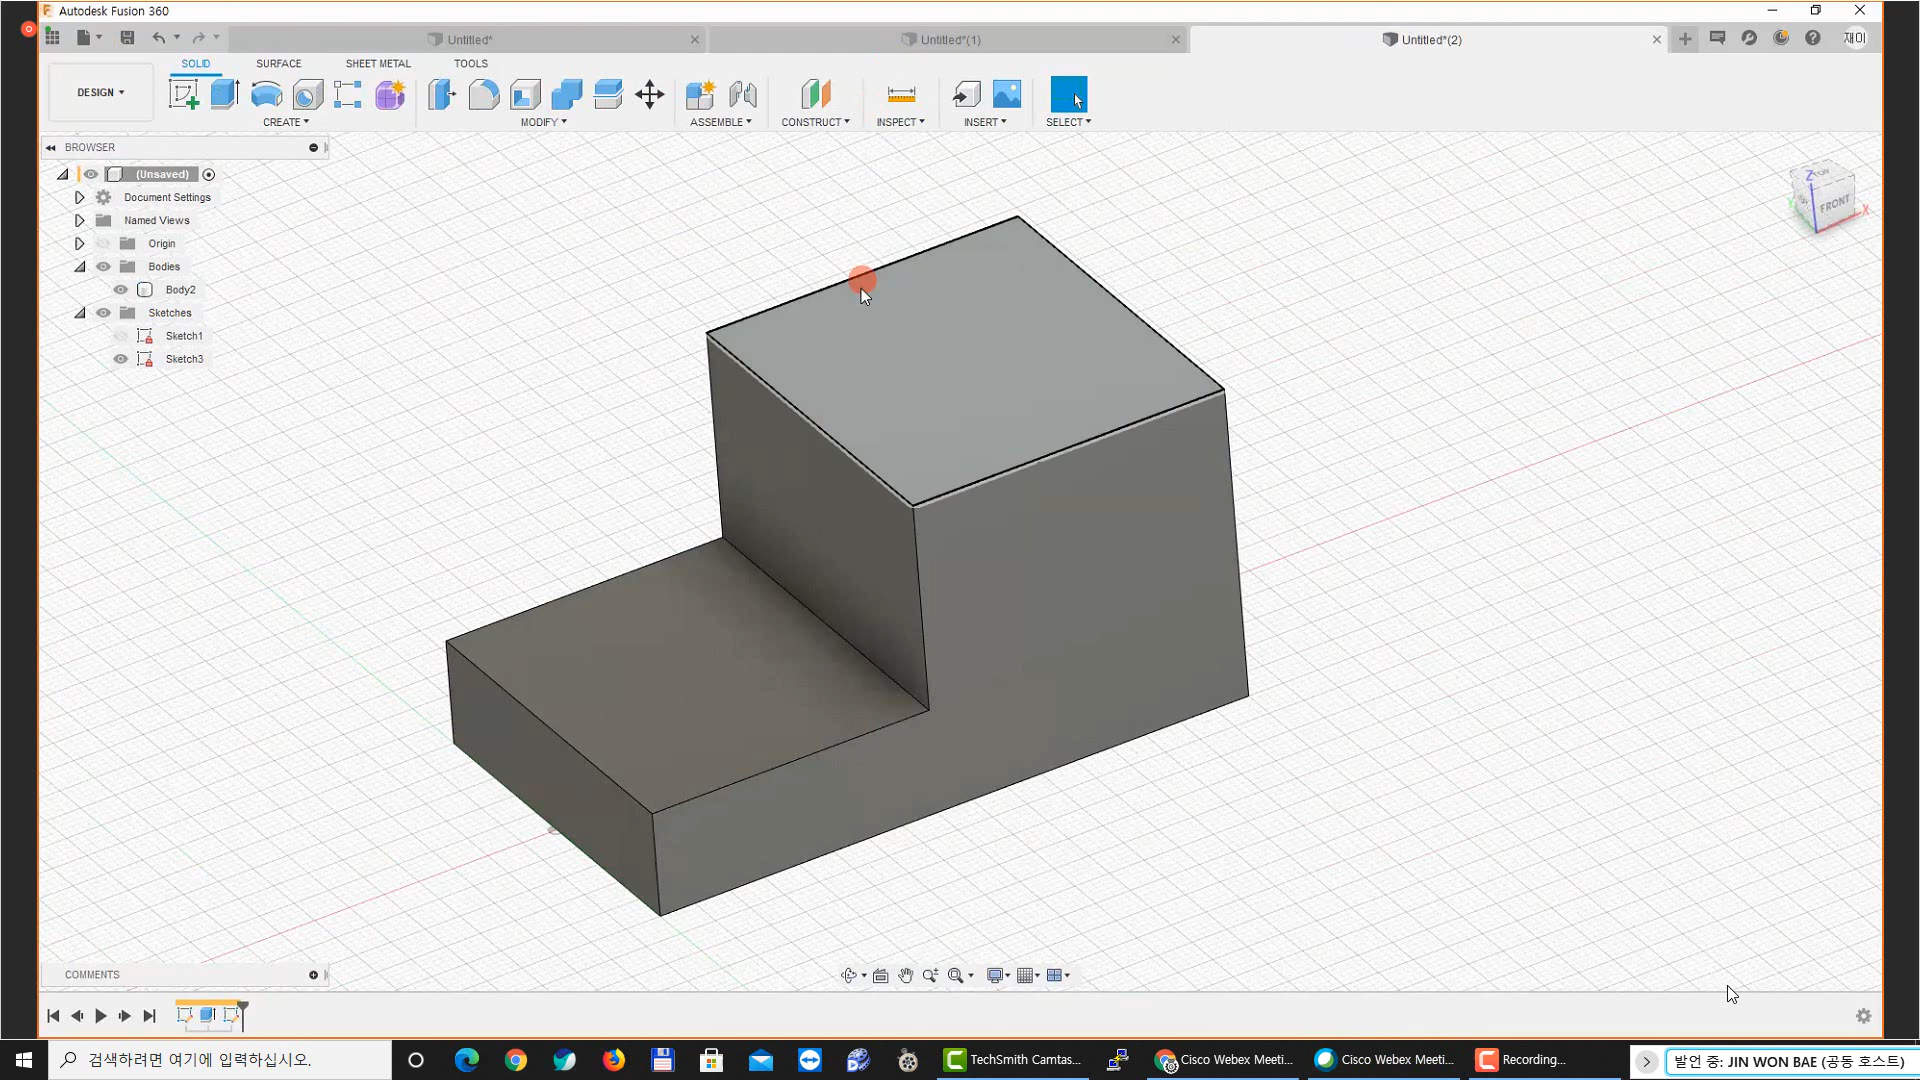 Autodesk Fusion 360
Untitled*
Untitled*(1)
Untitled*(2)
재이
SOLID
SURFACE
SHEET METAL
TOOLS
DESIGN
CREATE
MODIFY
ASSEMBLE
CONSTRUCT
INSPECT
INSERT
SELECT
BROWSER
(Unsaved)
Document Settings
Named Views
Origin
Bodies
Body2
Sketches
Sketch1
Sketch3
TOP
Z
FRONT
X
COMMENTS
검색하려면 여기에 입력하십시오.
TechSmith Camtas...
Cisco Webex Meeti...
Cisco Webex Meeti...
Recording...
발언 중: JIN WON BAE (공동 호스트)